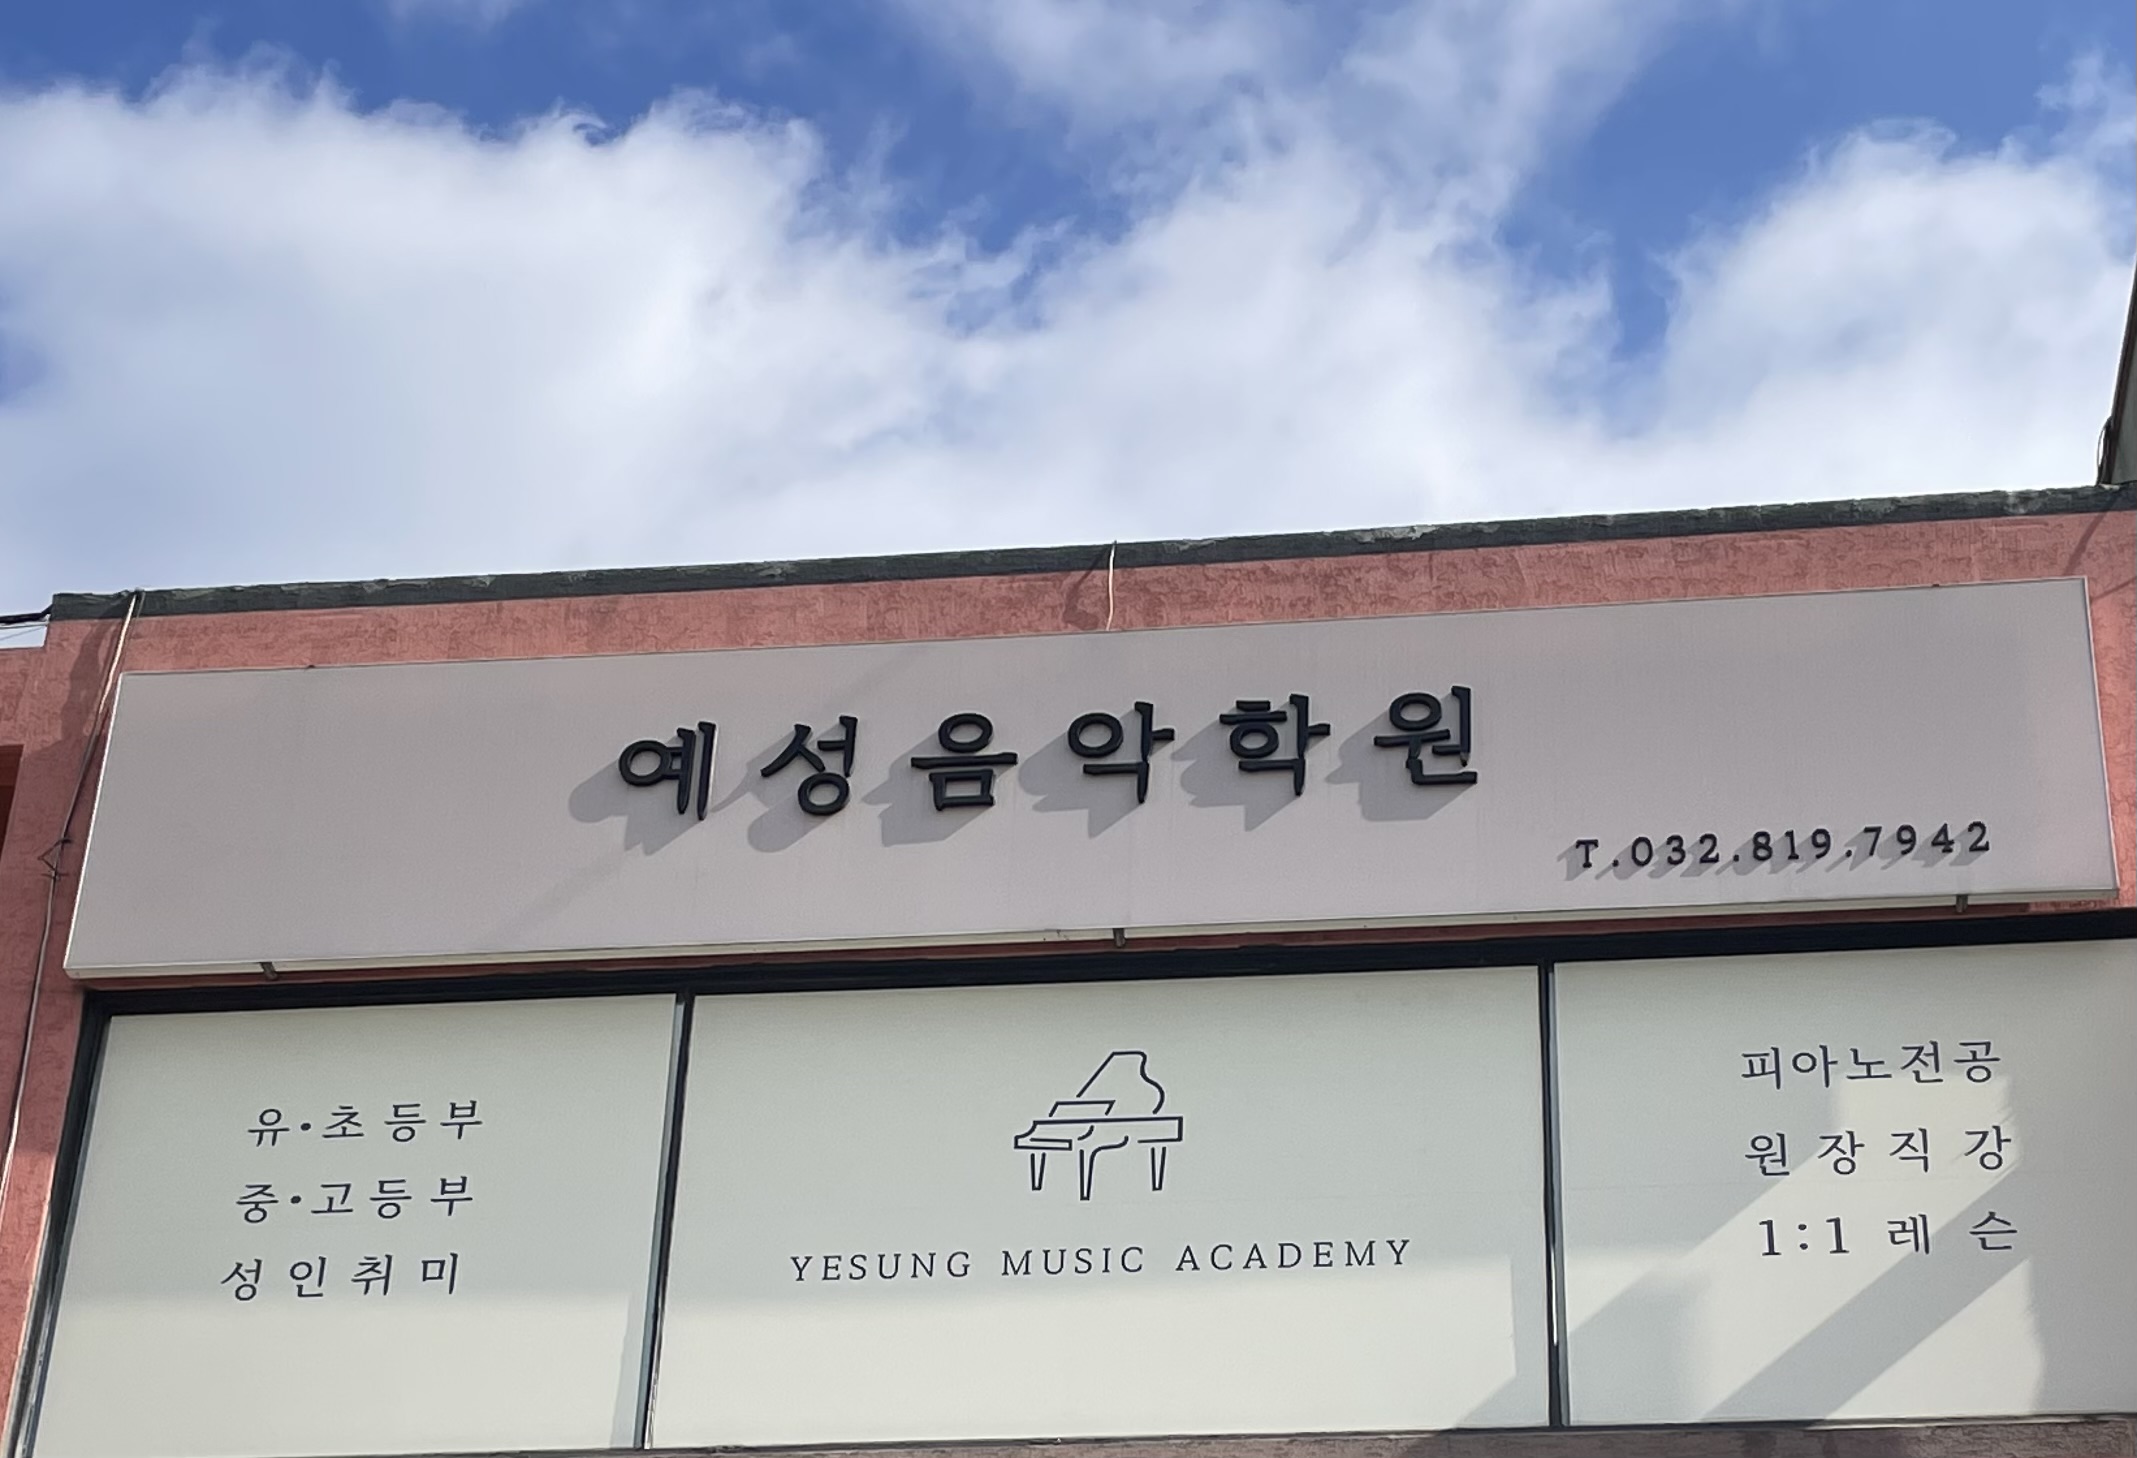 예성음악학원
T.032.819.7942
유·초등부
중·고등부
성인취미
YESUNG MUSIC ACADEMY
피아노전공
원장직강
1:1 레슨